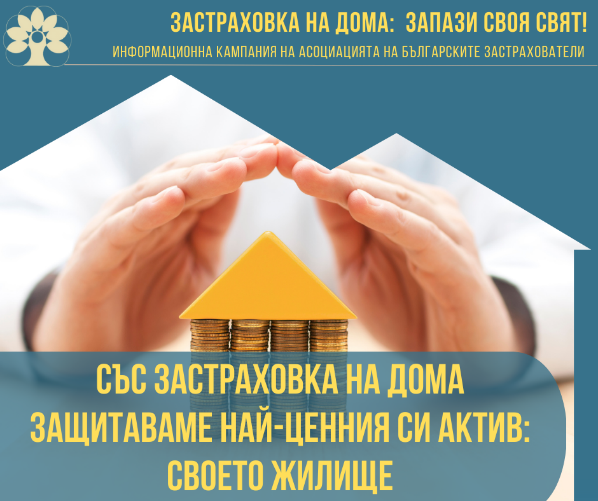 ЗАСТРАХОВКА НА ДОМА: ЗАПАЗИ СВОЯ СВЯТ!
ИНФОРМАЦИОННА КАМПАНИЯ НА АСОЦИАЦИЯТА НА БЪЛГАРСКИТЕ ЗАСТРАХОВАТЕЛИ
СЪС ЗАСТРАХОВКА НА ДОМА
ЗАЩИТАВАМЕ НАЙ-ЦЕННИЯ СИ АКТИВ:
СВОЕТО ЖИЛИЩЕ